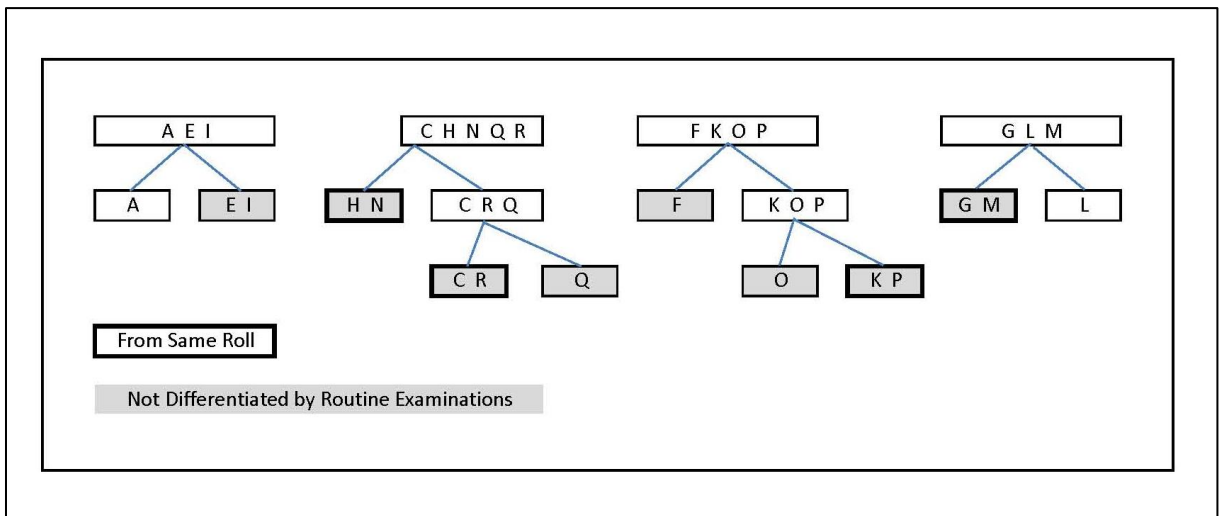 A E I
C H N Q R
F K O P
G L M
A
E I
H N
C R Q
F
K O P
G M
L
C R
Q
O
K P
From Same Roll
Not Differentiated by Routine Examinations